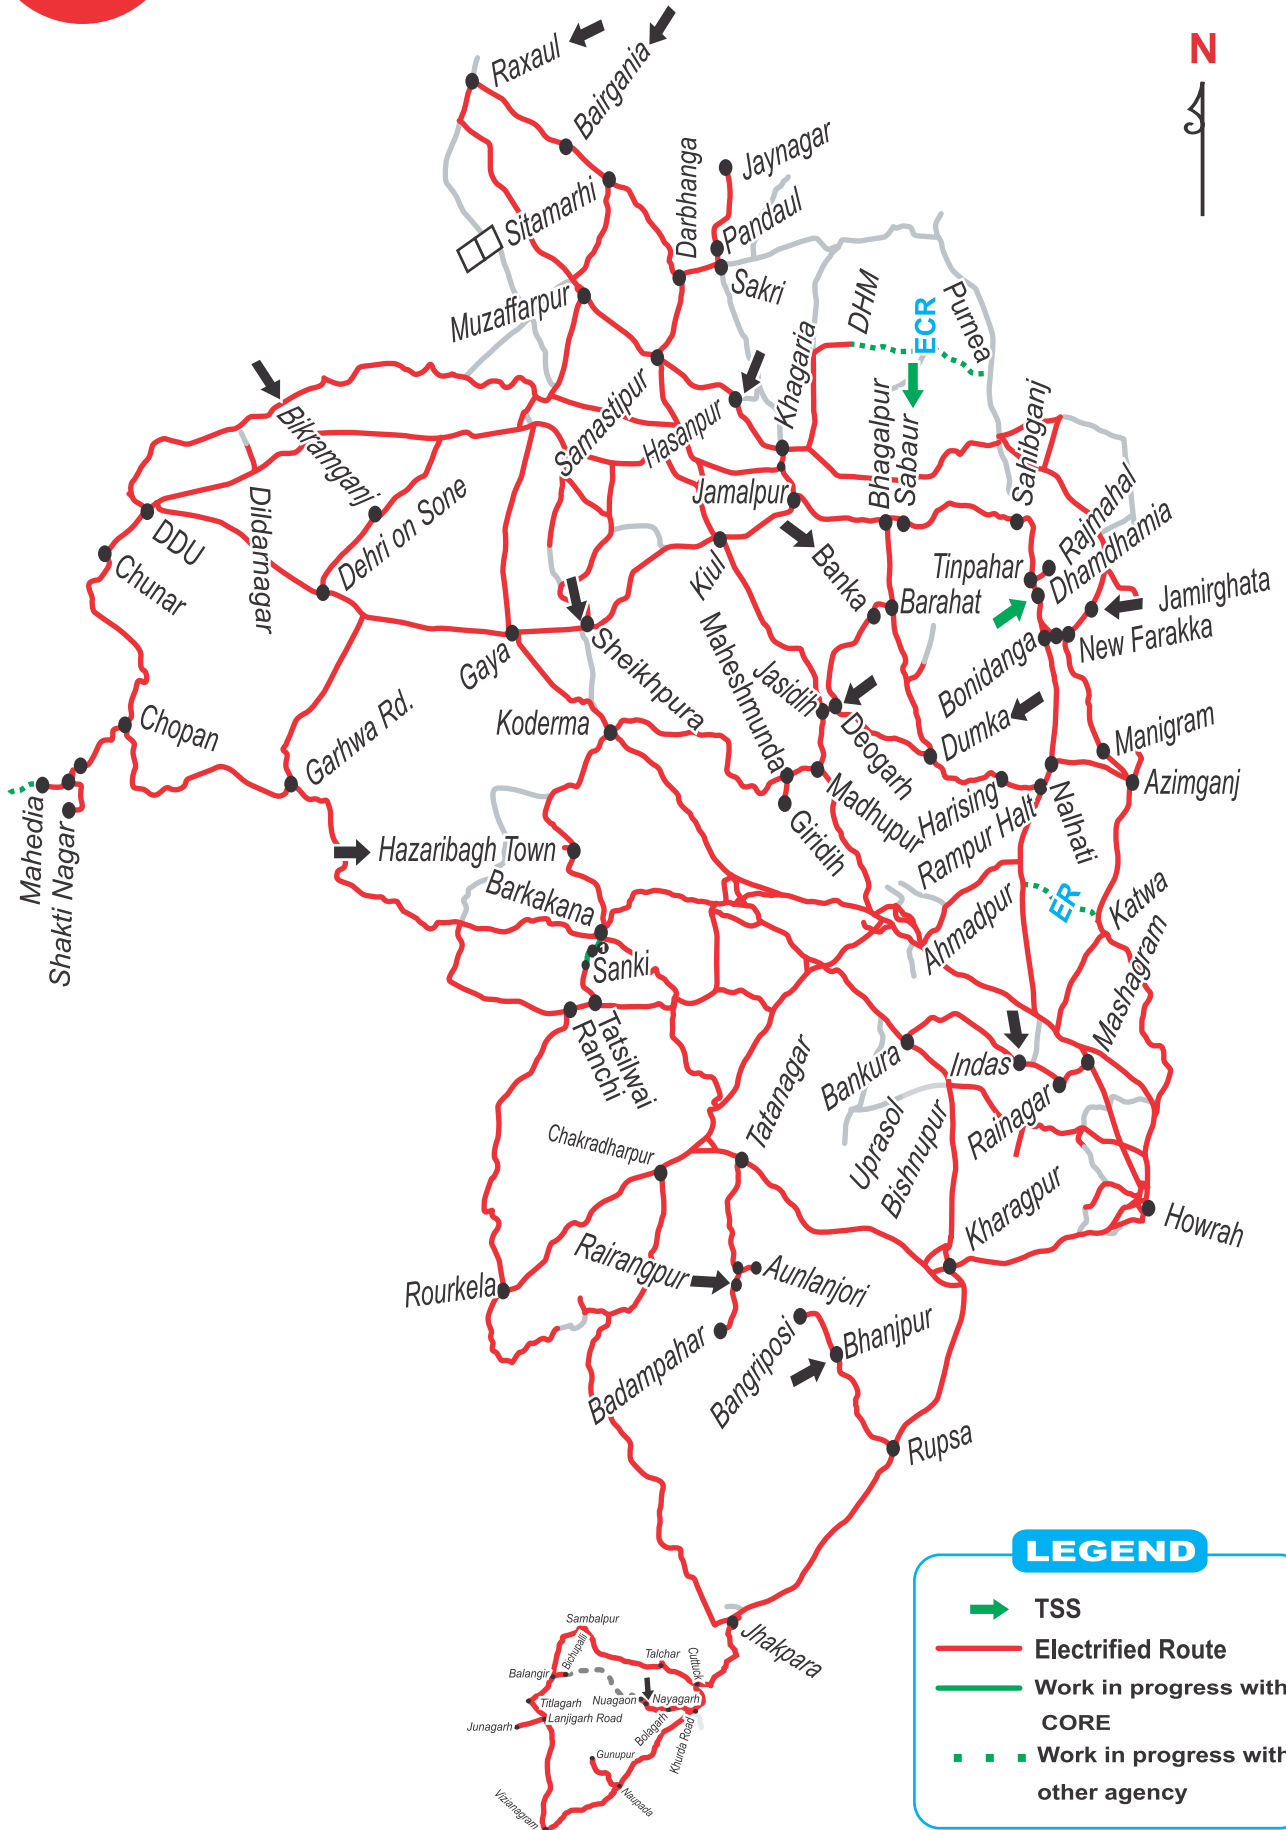 N
Raxaul
Bairgania
Jaynagar
Darbhanga
Sitamarhi
Pandaul
Sakri
Muzaffarpur
DHM
ECR
Purnea
Khagaria
Bikramganj
Samastipur
Hasanpur
Bhagalpur
Sabaur
Sahibganj
Jamalpur
DDU
Dildarnagar
Dehri on Sone
Chunar
Kiul
Banka
Barahat
Tinpahar
Rajmahal
Dhamdhamia
Jamirghata
New Farakka
Bonidanga
Gaya
Sheikhpura
Maheshmunda
Jasidih
Deogarh
Dumka
Manigram
Koderma
Chopan
Garhwa Rd.
Azimganj
Mahedia
Shakti Nagar
Giridih
Madhupur
Harising
Rampur Halt
Nalhati
Hazaribagh Town
Barkakana
ER
Katwa
Ahmadpur
Mashagram
1
Sanki
Tatsilwai
Ranchi
Tatanagar
Bankura
Indas
Rainagar
Uprasol
Bishnupur
Chakradharpur
Kharagpur
Howrah
Rairangpur
Aunlanjori
Rourkela
Badampahar
Bangriposi
Bhanjpur
Rupsa
Jhakpara
Sambalpur
Bichupalli
Talchar
Cuttuck
Balangir
Titlagarh
Nuagaon
Nayagarh
Junagarh
Lanjigarh Road
Bolagarh
Khurda Road
Gunupur
Naupada
Vizianagram
LEGEND
TSS
Electrified Route
Work in progress with
CORE
Work in progress with
other agency